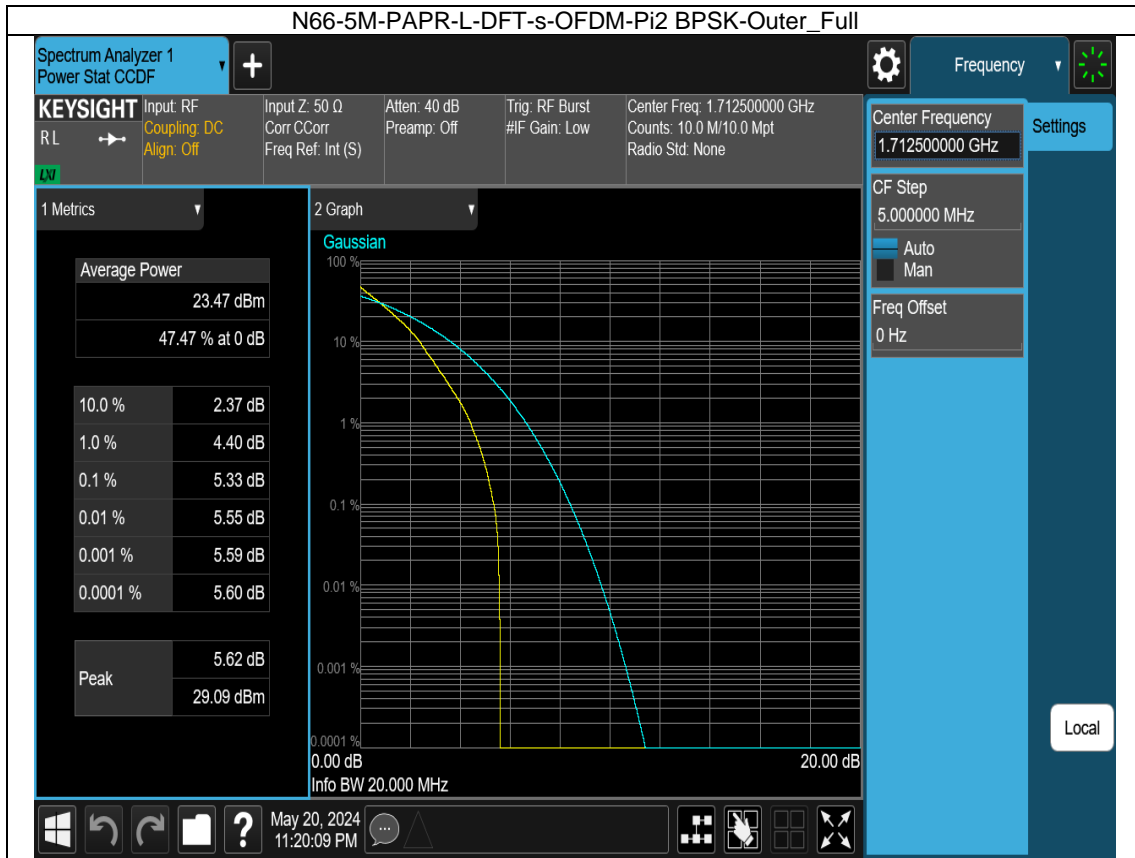 N66-5M-PAPR-L-DFT-s-OFDM-Pi2 BPSK-Outer_Full
Spectrum Analyzer 1
Power Stat CCDF
+
Frequency
KEYSIGHT
R L
LXI
Input: RF
Coupling: DC
Align: Off
Input Z: 50 Ω
Corr CCorr
Freq Ref: Int (S)
Atten: 40 dB
Preamp: Off
Trig: RF Burst
#IF Gain: Low
Center Freq: 1.712500000 GHz
Counts: 10.0 M/10.0 Mpt
Radio Std: None
Center Frequency
1.712500000 GHz
Settings
CF Step
5.000000 MHz
Auto
Man
Freq Offset
0 Hz
1 Metrics
Average Power
23.47 dBm
47.47 % at 0 dB
10.0 % 2.37 dB
1.0 % 4.40 dB
0.1 % 5.33 dB
0.01 % 5.55 dB
0.001 % 5.59 dB
0.0001 % 5.60 dB
Peak
5.62 dB
29.09 dBm
2 Graph
Gaussian
100 %
10 %
1 %
0.1 %
0.01 %
0.001 %
0.0001 %
0.00 dB 20.00 dB
Info BW 20.000 MHz
Local
?
May 20, 2024
11:20:09 PM